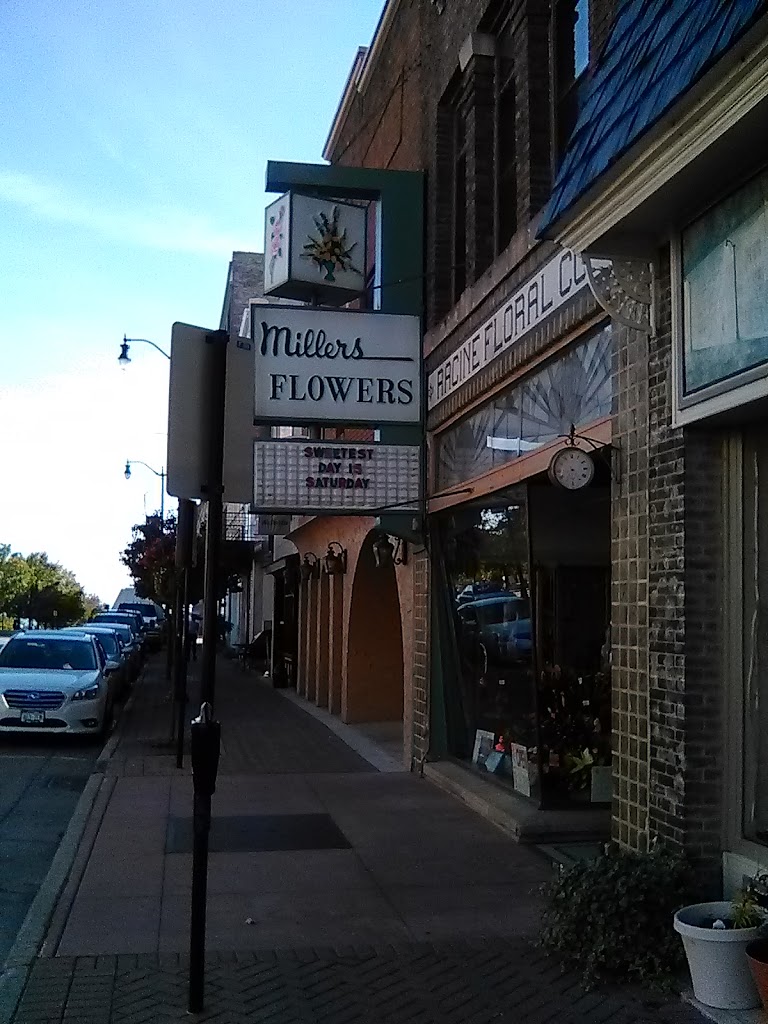 Millers
FLOWERS
SWEETEST
DAY IS
SATURDAY
RACINE FLORAL CO